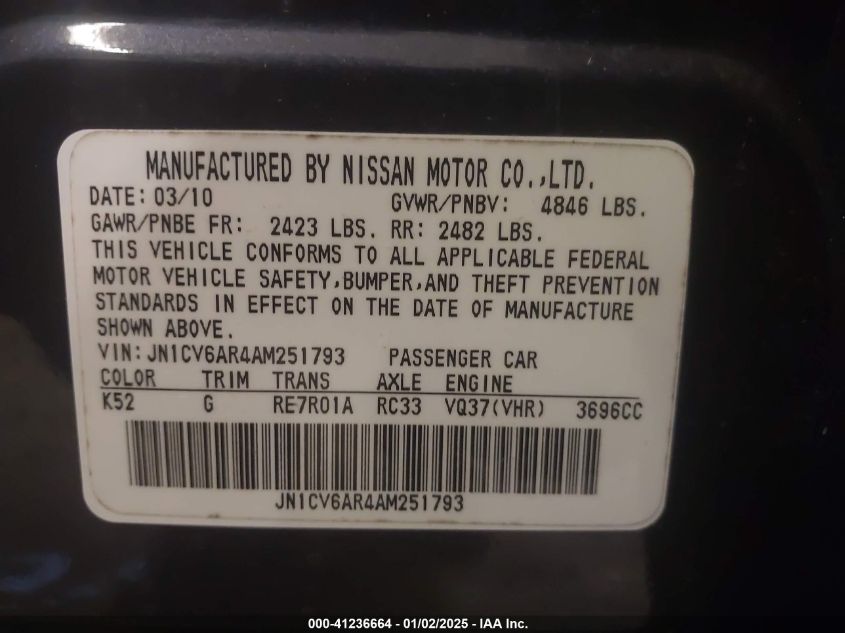 MANUFACTURED BY NISSAN MOTOR CO.,LTD.
DATE: 03/10 GVWR/PNBV: 4846 LBS.
GAWR/PNBE FR: 2423 LBS. RR: 2482 LBS.
THIS VEHICLE CONFORMS TO ALL APPLICABLE FEDERAL
MOTOR VEHICLE SAFETY,BUMPER,AND THEFT PREVENTION
STANDARDS IN EFFECT ON THE DATE OF MANUFACTURE
SHOWN ABOVE.
VIN: JN1CV6AR4AM251793 PASSENGER CAR
COLOR TRIM TRANS AXLE ENGINE
K52 G RE7R01A RC33 VQ37(VHR) 3696CC
JN1CV6AR4AM251793
000-41236664 - 01/02/2025 - IAA Inc.